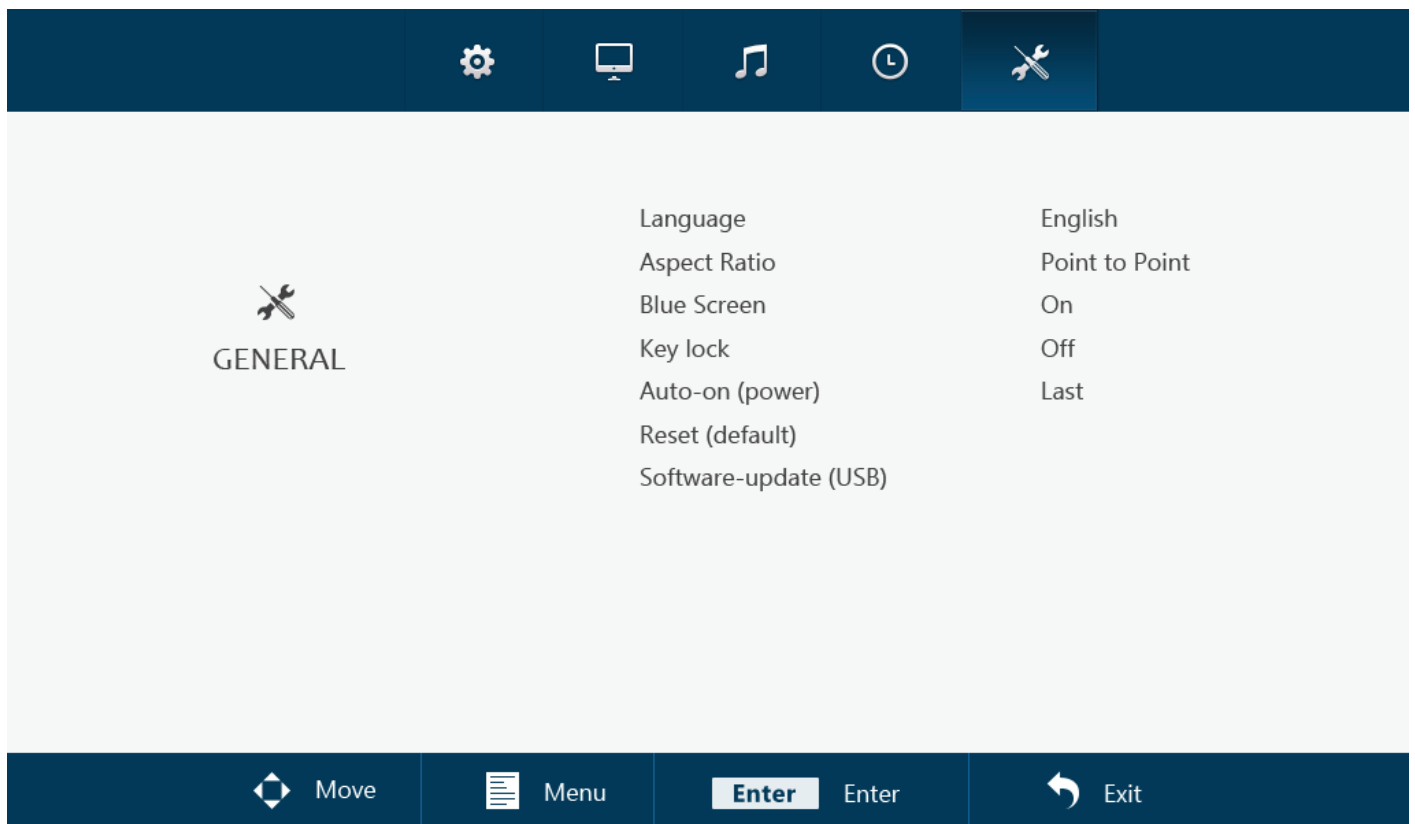 GENERAL
Language English
Aspect Ratio Point to Point
Blue Screen On
Key lock Off
Auto-on (power) Last
Reset (default)
Software-update (USB)
Move Menu Enter Enter Exit